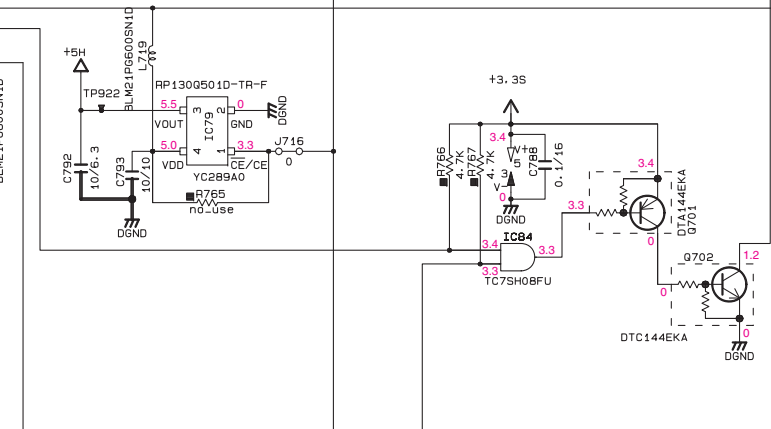 BLM21PG600SN1D
L719
+5H
TP922
RP130Q501D-TR-F
5.5
3
2
0
DGND
VOUT
IC79
GND
5.0
4
1
3.3
J716
0
VDD
CE/CE
YC289A0
C792
10/6.3
C793
10/10
R765
no_use
DGND
+3.3S
3.4
R766
4.7K
R767
4.7K
V+
5
3
V-
0
C788
0.1/16
DGND
3.4
3.3
DTA144EKA
Q701
0
IC84
3.4
3.3
3.3
TC7SH08FU
Q702
1.2
0
0
DTC144EKA
DGND